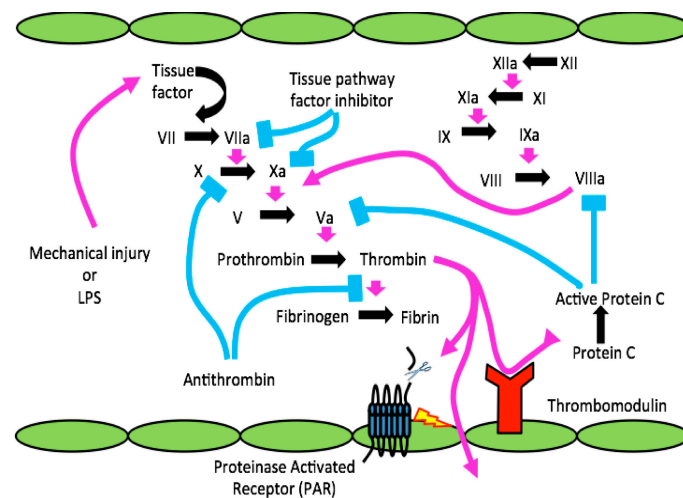 XIIa XII
Tissue
factor
Tissue pathway
factor inhibitor
XIa XI
VII VIIa
IX IXa
X Xa
VIII VIIIa
V Va
Mechanical injury
or
LPS
Prothrombin Thrombin
Active Protein C
Fibrinogen Fibrin
Protein C
Antithrombin
Thrombomodulin
Proteinase Activated
Receptor (PAR)